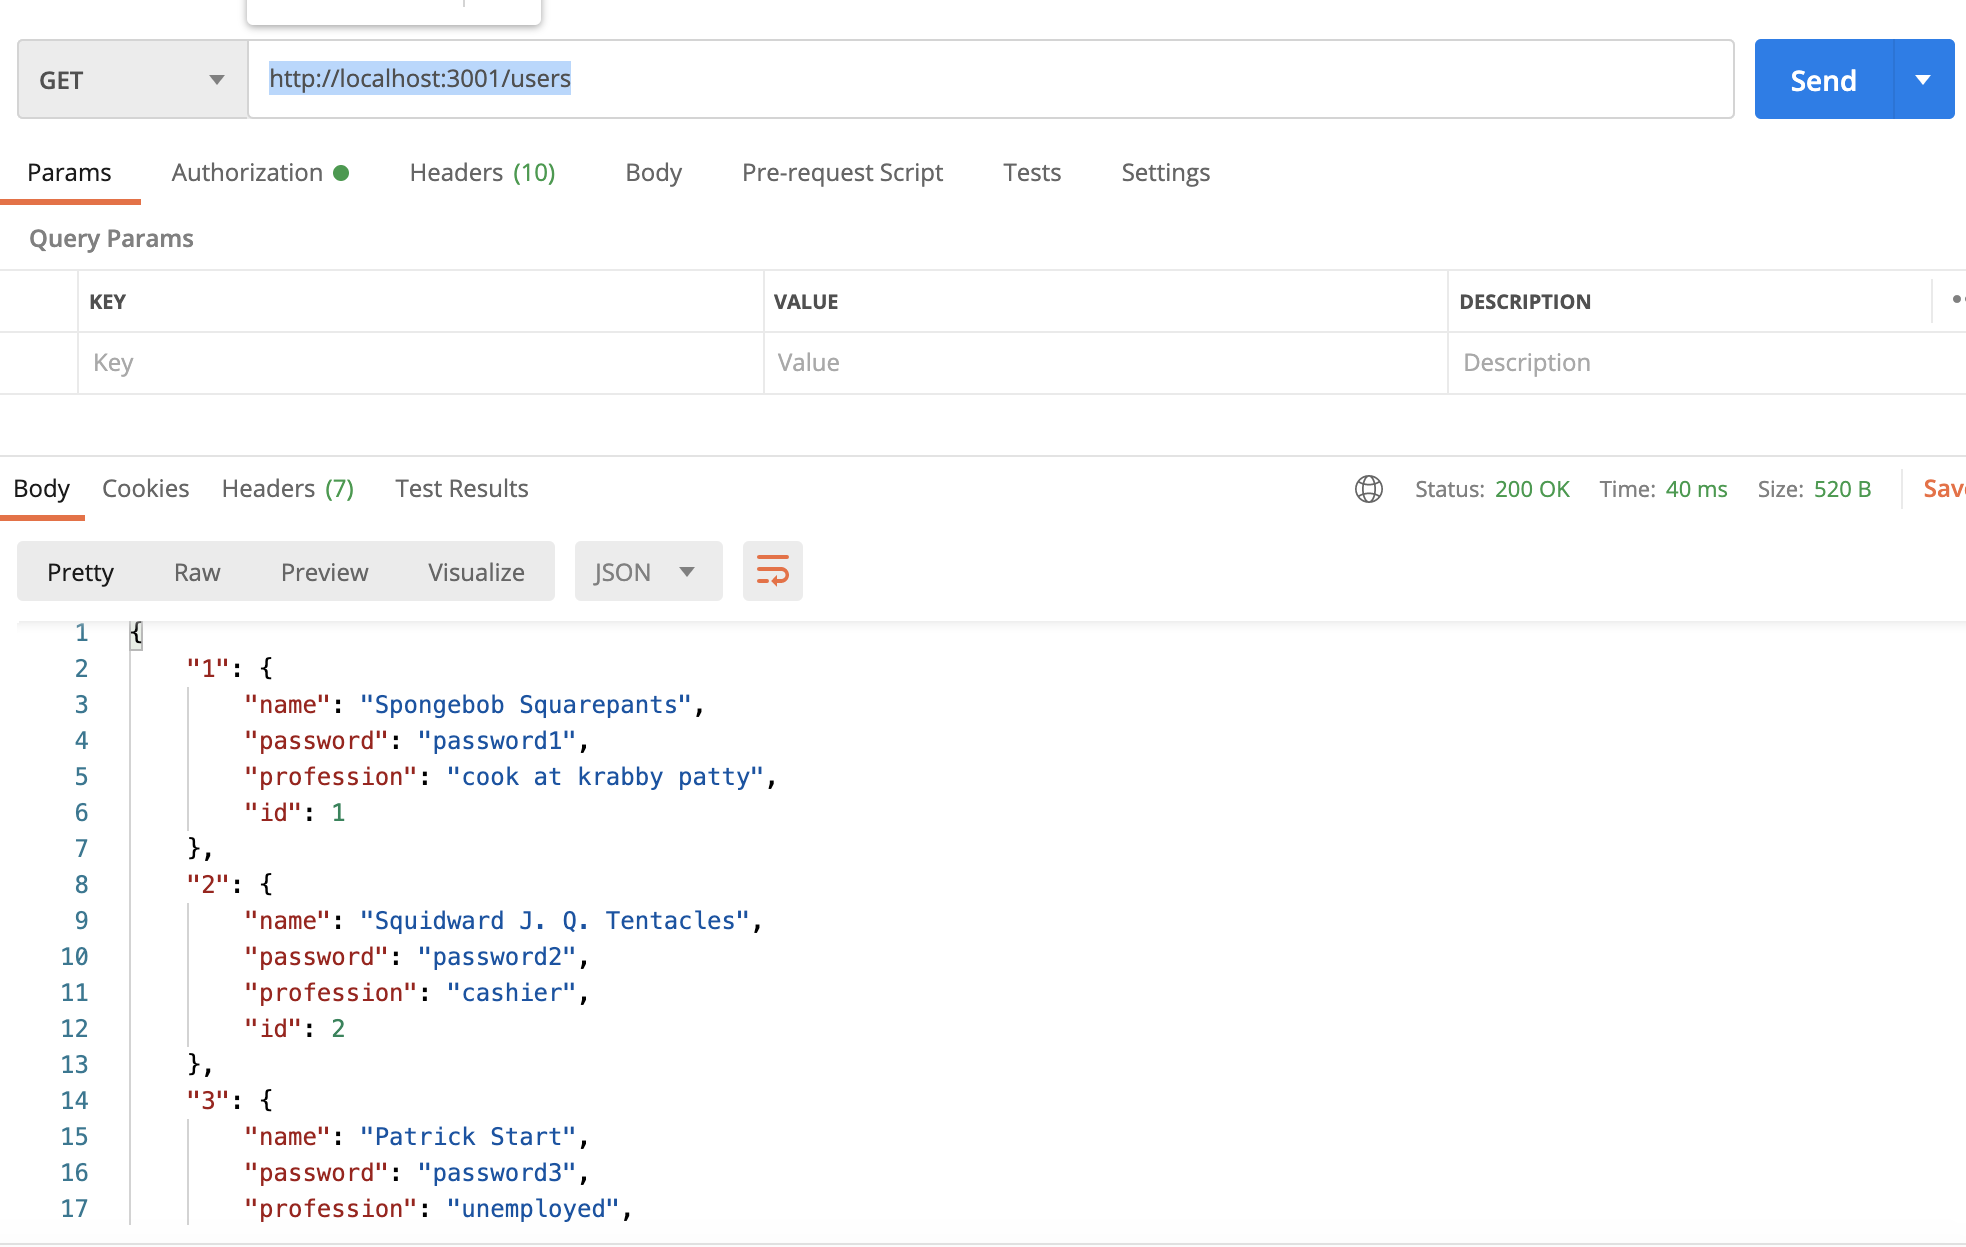 GET http://localhost:3001/users Send
Params Authorization Headers (10) Body Pre-request Script Tests Settings
Query Params
KEY VALUE DESCRIPTION
Key Value Description
Body Cookies Headers (7) Test Results Status: 200 OK Time: 40 ms Size: 520 B Sav
Pretty Raw Preview Visualize JSON
1 {
2 "1": {
3 "name": "Spongebob Squarepants",
4 "password": "password1",
5 "profession": "cook at krabby patty",
6 "id": 1
7 },
8 "2": {
9 "name": "Squidward J. Q. Tentacles",
10 "password": "password2",
11 "profession": "cashier",
12 "id": 2
13 },
14 "3": {
15 "name": "Patrick Start",
16 "password": "password3",
17 "profession": "unemployed",